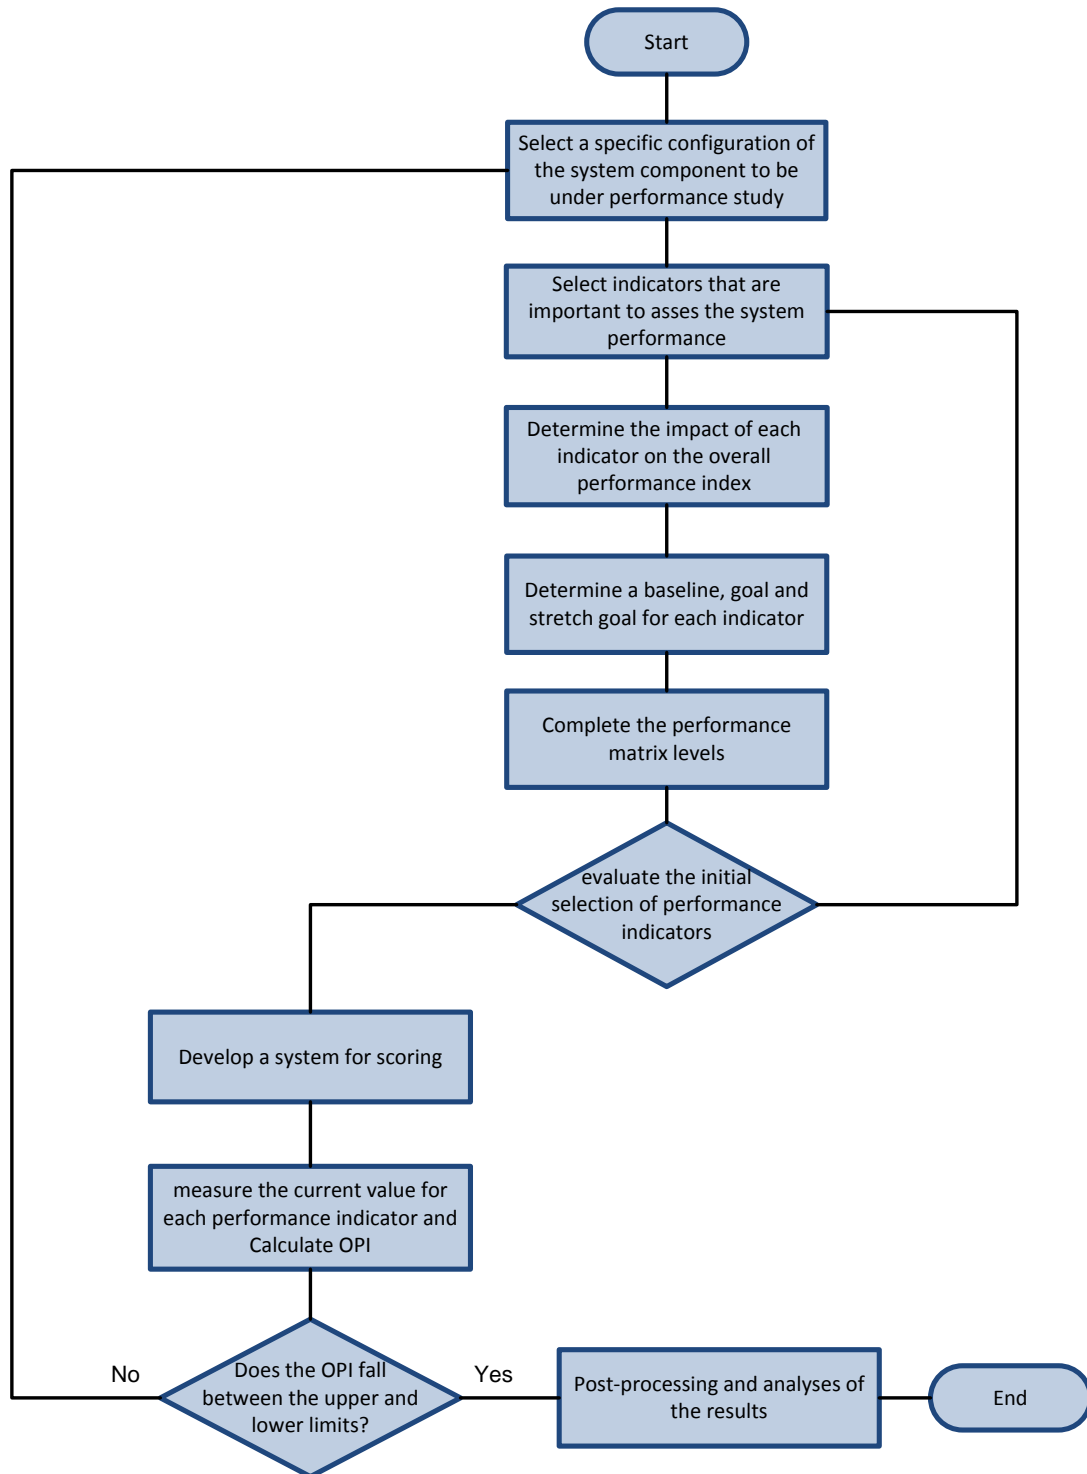 Start
Select a specific configuration of
the system component to be
under performance study
Select indicators that are
important to asses the system
performance
Determine the impact of each
indicator on the overall
performance index
Determine a baseline, goal and
stretch goal for each indicator
Complete the performance
matrix levels
evaluate the initial
selection of performance
indicators
Develop a system for scoring
measure the current value for
each performance indicator and
Calculate OPI
No
Does the OPI fall
between the upper and
lower limits?
Yes
Post-processing and analyses of
the results
End